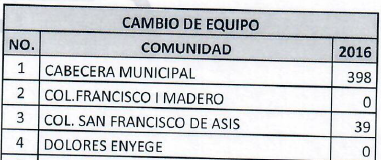 CAMBIO DE EQUIPO
NO. COMUNIDAD 2016
1 CABECERA MUNICIPAL 398
2 COL.FRANCISCO I MADERO 0
3 COL. SAN FRANCISCO DE ASIS 39
4 DOLORES ENYEGE 0